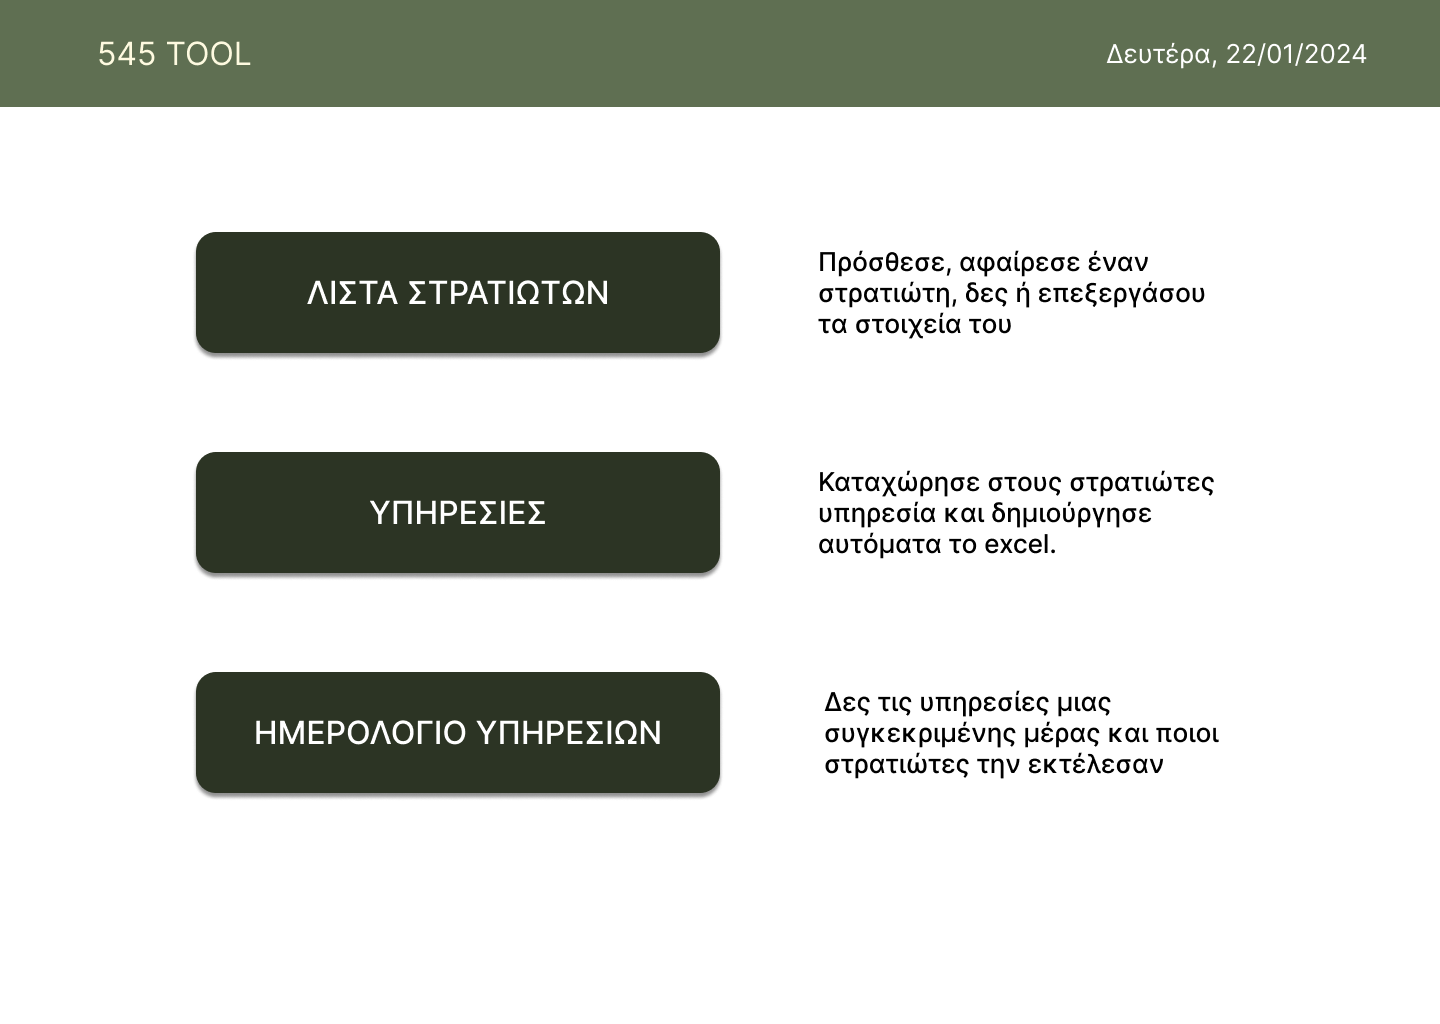 545 TOOL
Δευτέρα, 22/01/2024
ΛΙΣΤΑ ΣΤΡΑΤΙΩΤΩΝ
Πρόσθεσε, αφαίρεσε έναν
στρατιώτη, δες ή επεξεργάσου
τα στοιχεία του
ΥΠΗΡΕΣΙΕΣ
Καταχώρησε στους στρατιώτες
υπηρεσία και δημιούργησε
αυτόματα το excel.
ΗΜΕΡΟΛΟΓΙΟ ΥΠΗΡΕΣΙΩΝ
Δες τις υπηρεσίες μιας
συγκεκριμένης μέρας και ποιοι
στρατιώτες την εκτέλεσαν